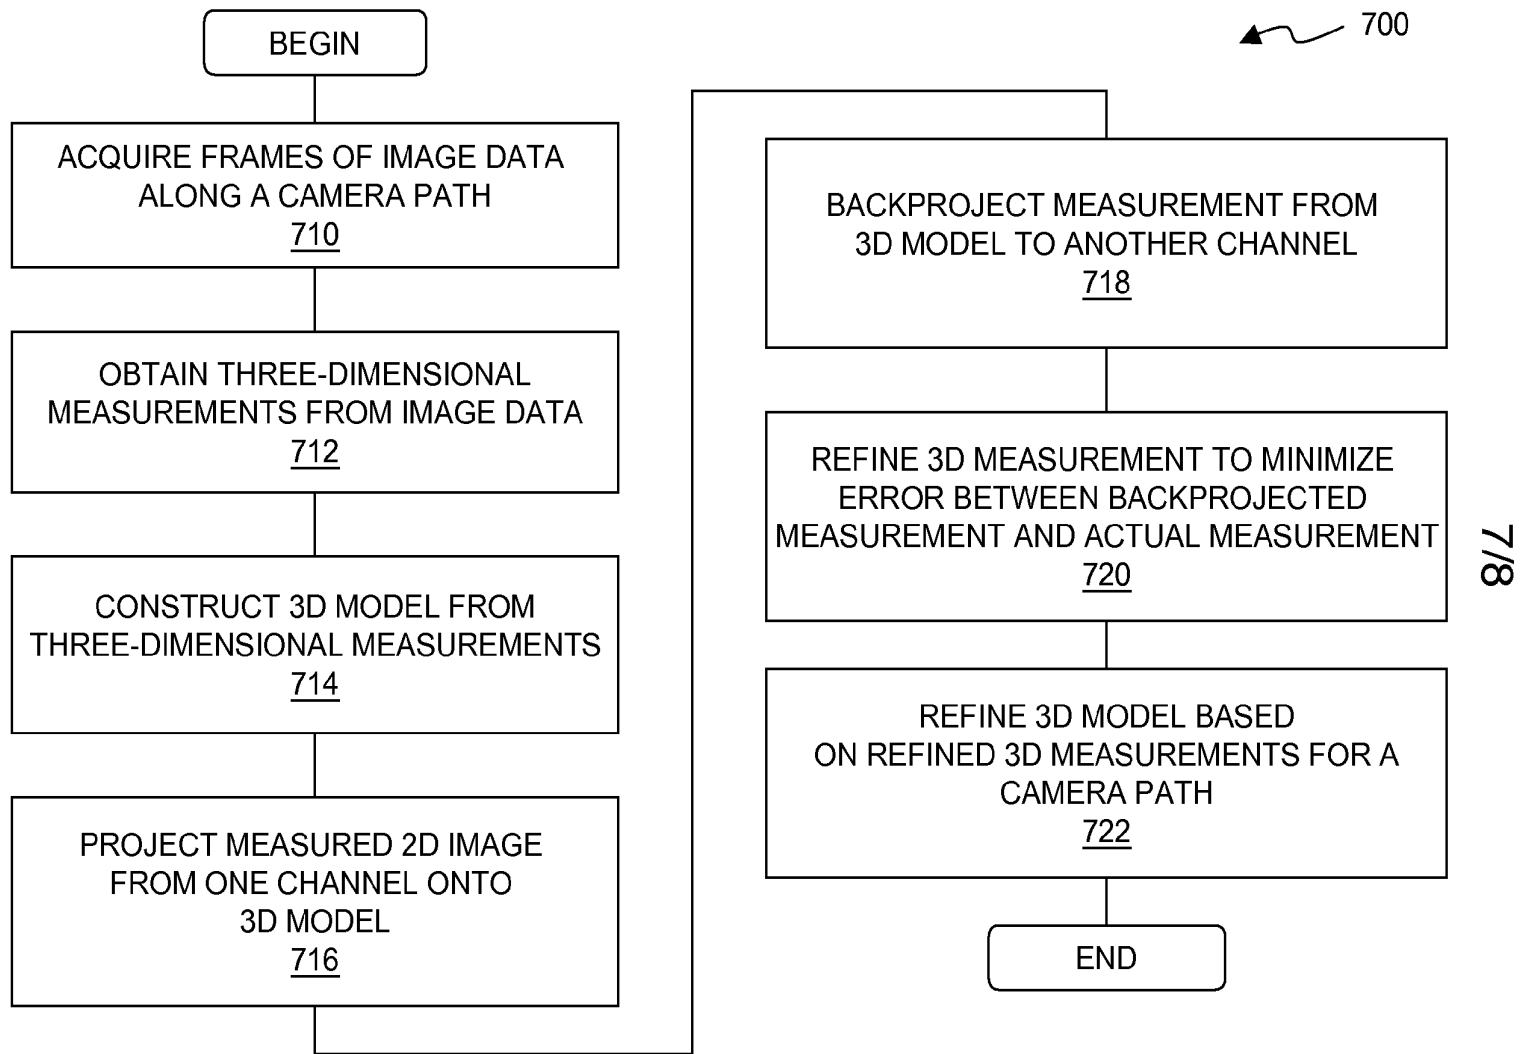 BEGIN
ACQUIRE FRAMES OF IMAGE DATA
ALONG A CAMERA PATH
710
OBTAIN THREE-DIMENSIONAL
MEASUREMENTS FROM IMAGE DATA
712
CONSTRUCT 3D MODEL FROM
THREE-DIMENSIONAL MEASUREMENTS
714
PROJECT MEASURED 2D IMAGE
FROM ONE CHANNEL ONTO
3D MODEL
716
700
BACKPROJECT MEASUREMENT FROM
3D MODEL TO ANOTHER CHANNEL
718
REFINE 3D MEASUREMENT TO MINIMIZE
ERROR BETWEEN BACKPROJECTED
MEASUREMENT AND ACTUAL MEASUREMENT
720
REFINE 3D MODEL BASED
ON REFINED 3D MEASUREMENTS FOR A
CAMERA PATH
722
END
7/8